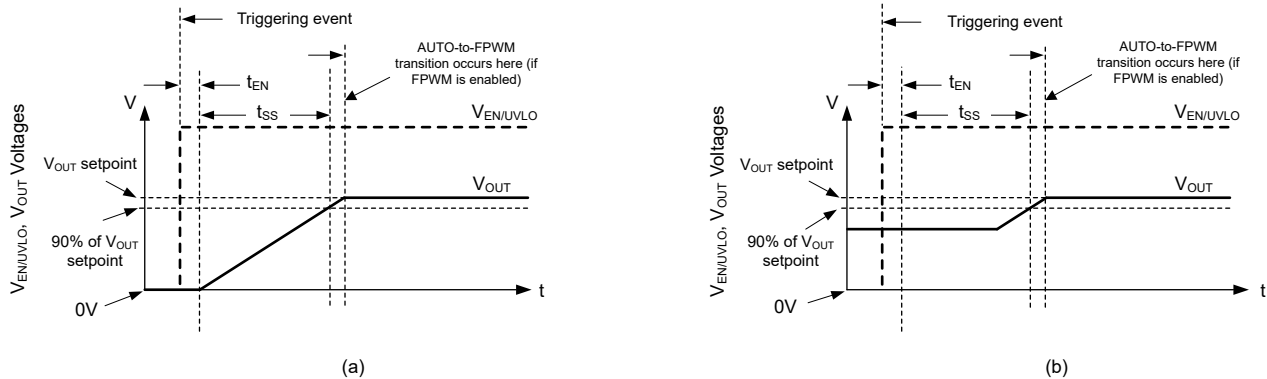 Triggering event
AUTO-to-FPWM
transition occurs here (if
FPWM is enabled)
tEN
V
tSS
VEN/UVLO
VEN/UVLO, VOUT Voltages
VOUT setpoint
VOUT
90% of VOUT
setpoint
0V
t
(a)
Triggering event
AUTO-to-FPWM
transition occurs here (if
FPWM is enabled)
tEN
V
tSS
VEN/UVLO
VEN/UVLO, VOUT Voltages
VOUT setpoint
VOUT
90% of VOUT
setpoint
0V
t
(b)